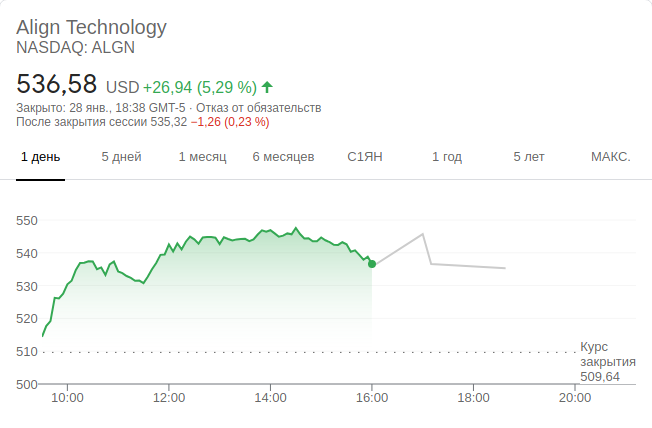 Align Technology
NASDAQ: ALGN
536,58 USD +26,94 (5,29 %)
Закрыто: 28 янв., 18:38 GMT-5 · Отказ от обязательств
После закрытия сессии 535,32 −1,26 (0,23 %)
1 день 5 дней 1 месяц 6 месяцев С1ЯН 1 год 5 лет МАКС.
550
540
530
520
510
500
Курс
закрытия
509,64
10:00 12:00 14:00 16:00 18:00 20:00